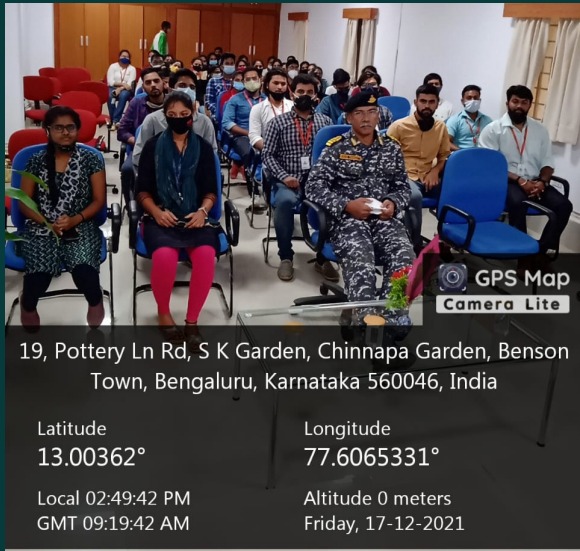 GPS Map
Camera Lite
19, Pottery Ln Rd, S K Garden, Chinnapa Garden, Benson
Town, Bengaluru, Karnataka 560046, India
Latitude
13.00362°
Longitude
77.6065331°
Local 02:49:42 PM
GMT 09:19:42 AM
Altitude 0 meters
Friday, 17-12-2021